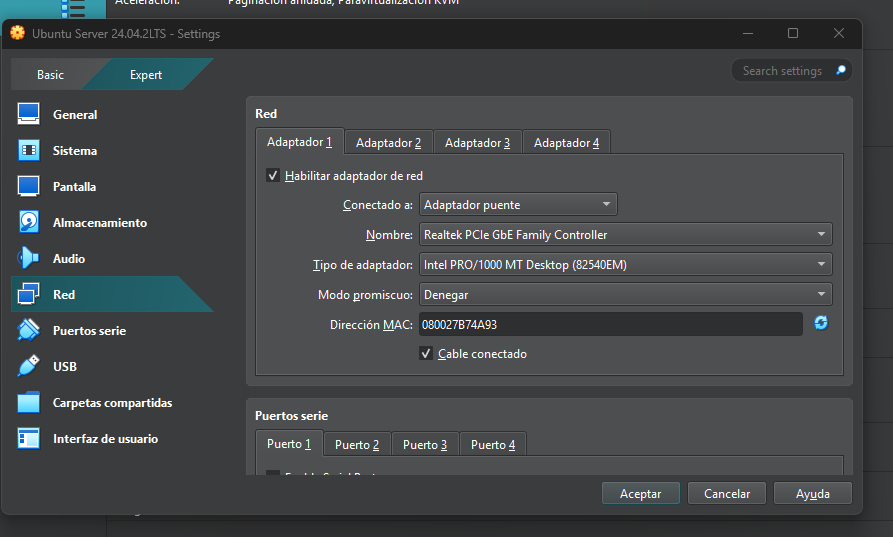 Aceleración: Paginación anidada, Paravirtualización KVM
Ubuntu Server 24.04.2LTS - Settings
Basic Expert Search settings
General
Sistema
Pantalla
Almacenamiento
Audio
Red
Puertos serie
USB
Carpetas compartidas
Interfaz de usuario
Red
Adaptador 1 Adaptador 2 Adaptador 3 Adaptador 4
Habilitar adaptador de red
Conectado a: Adaptador puente
Nombre: Realtek PCIe GbE Family Controller
Tipo de adaptador: Intel PRO/1000 MT Desktop (82540EM)
Modo promiscuo: Denegar
Dirección MAC: 080027B74A93
Cable conectado
Puertos serie
Puerto 1 Puerto 2 Puerto 3 Puerto 4
Enable Serial Port
Aceptar Cancelar Ayuda